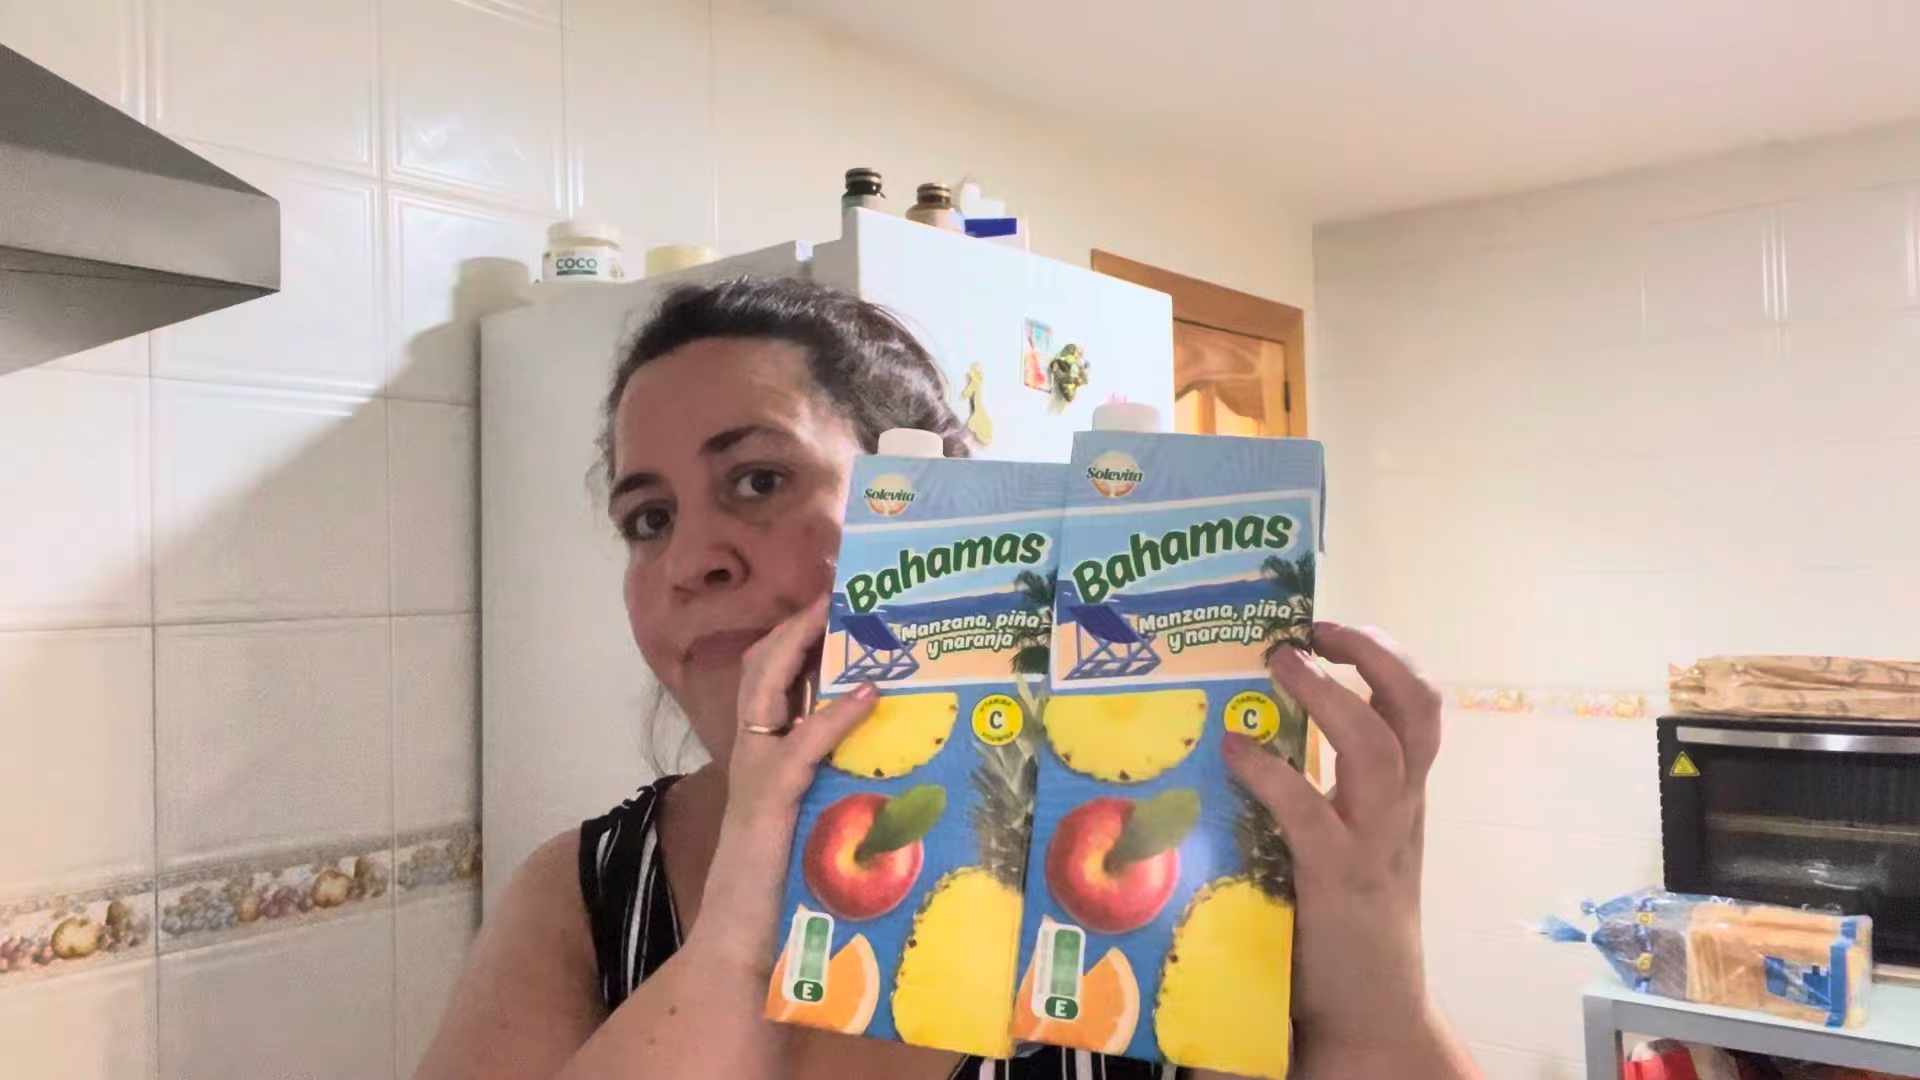 COCO
Solevita
Bahamas
Manzana, piña
y naranja
C
E
Solevita
Bahamas
Manzana, piña
y naranja
C
E